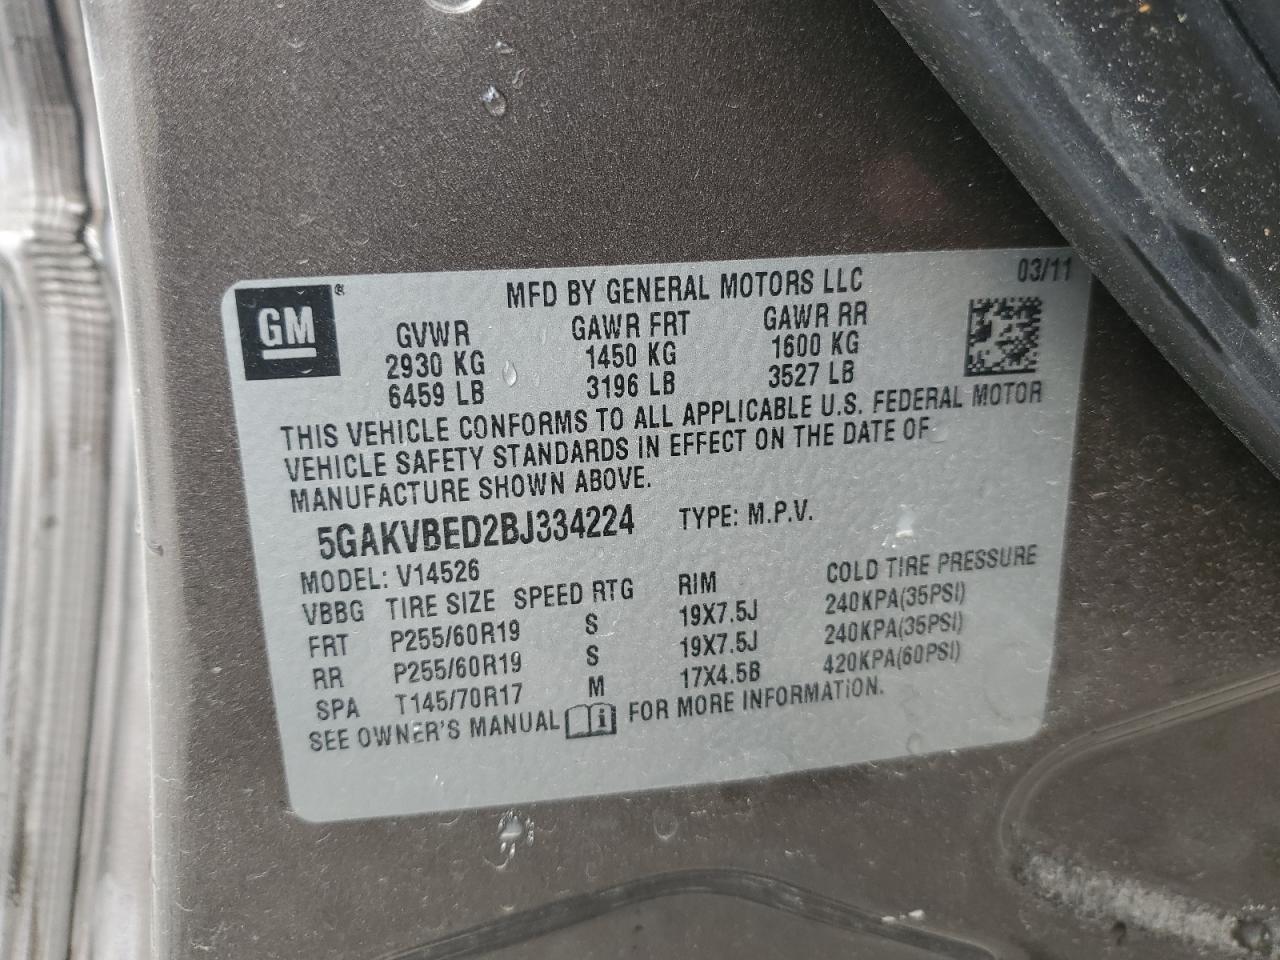 03/11
GM®
MFD BY GENERAL MOTORS LLC
GVWR GAWR FRT GAWR RR
2930 KG 1450 KG 1600 KG
6459 LB 3196 LB 3527 LB
THIS VEHICLE CONFORMS TO ALL APPLICABLE U.S. FEDERAL MOTOR
VEHICLE SAFETY STANDARDS IN EFFECT ON THE DATE OF
MANUFACTURE SHOWN ABOVE.
5GAKVBED2BJ334224 TYPE: M.P.V.
MODEL: V14526
VBBG TIRE SIZE SPEED RTG RIM COLD TIRE PRESSURE
FRT P255/60R19 S 19X7.5J 240KPA(35PSI)
RR P255/60R19 S 19X7.5J 240KPA(35PSI)
SPA T145/70R17 M 17X4.5B 420KPA(60PSI)
SEE OWNER'S MANUAL FOR MORE INFORMATION.